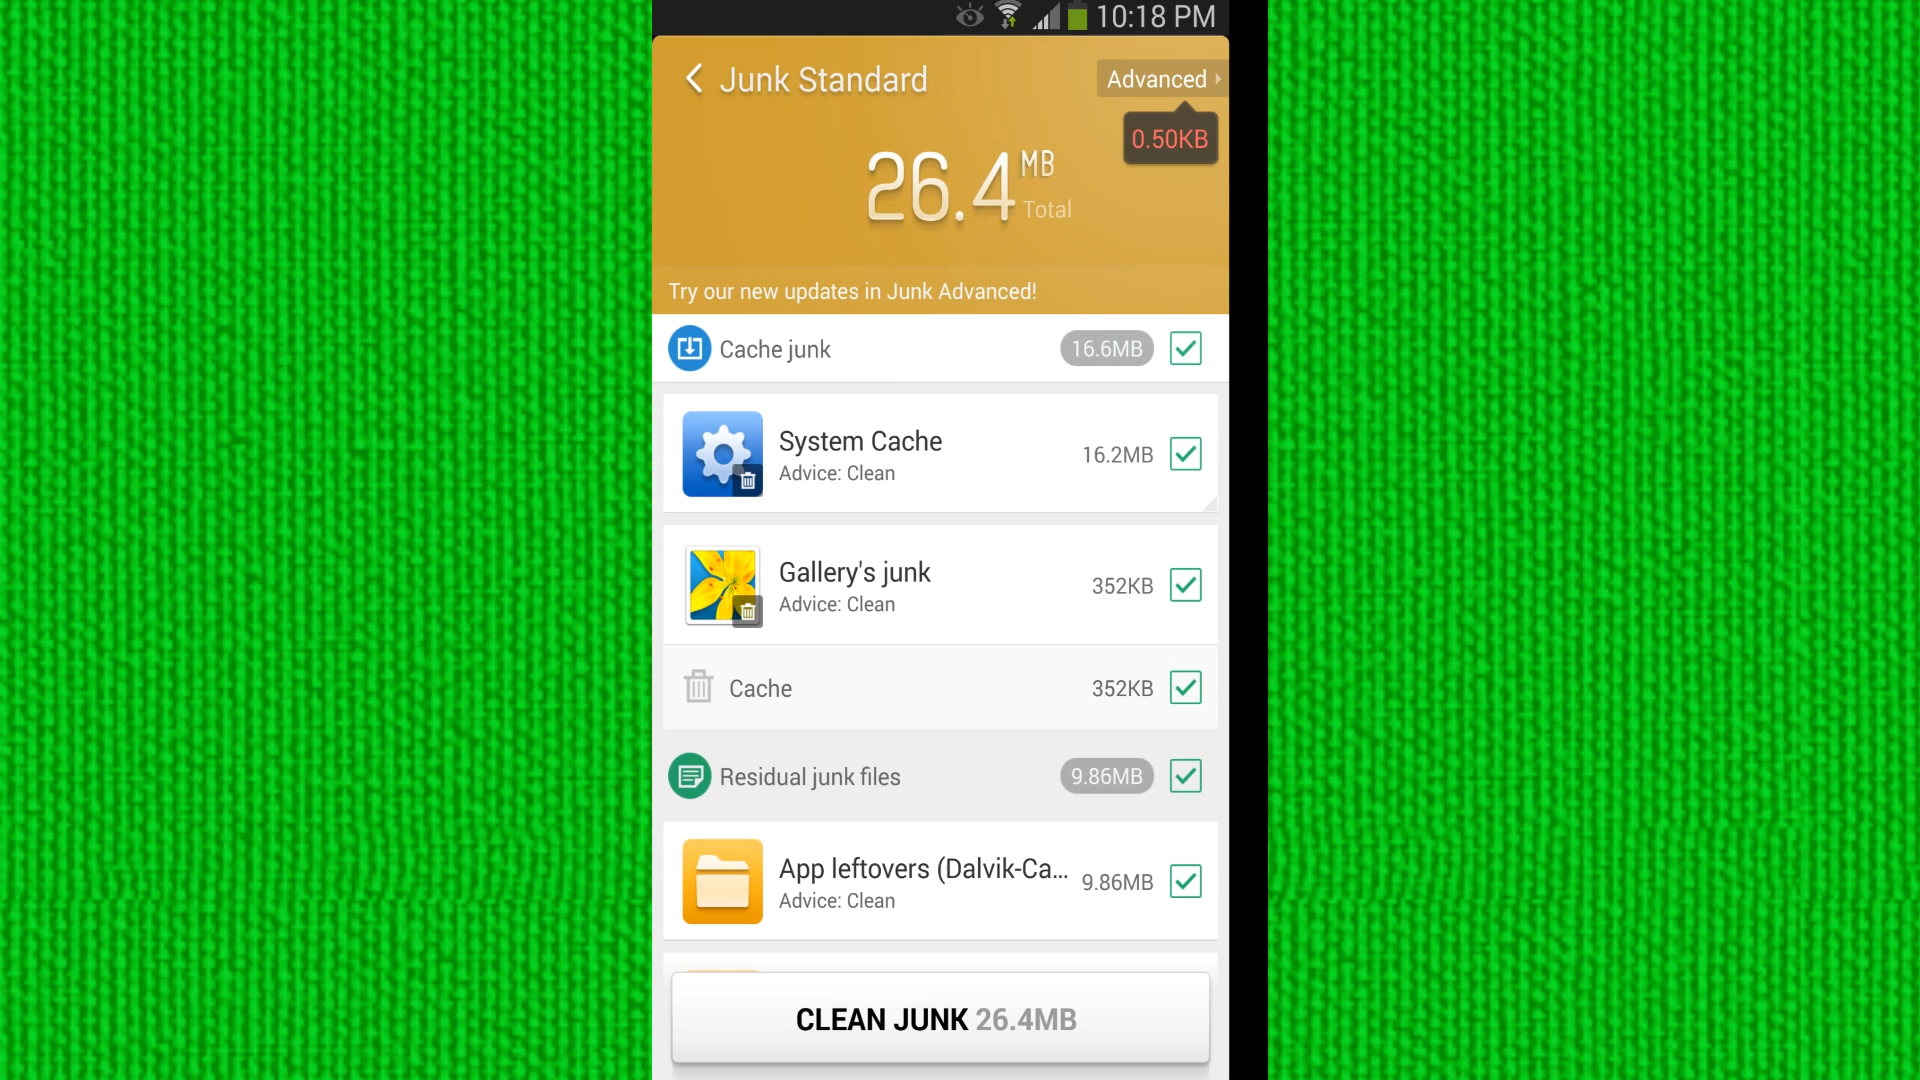 10:18 PM
Junk Standard
Advanced
0.50KB
26.4 MB
Total
Try our new updates in Junk Advanced!
Cache junk 16.6MB
System Cache
Advice: Clean
16.2MB
Gallery's junk
Advice: Clean
352KB
Cache 352KB
Residual junk files 9.86MB
App leftovers (Dalvik-Ca...
Advice: Clean
9.86MB
CLEAN JUNK 26.4MB